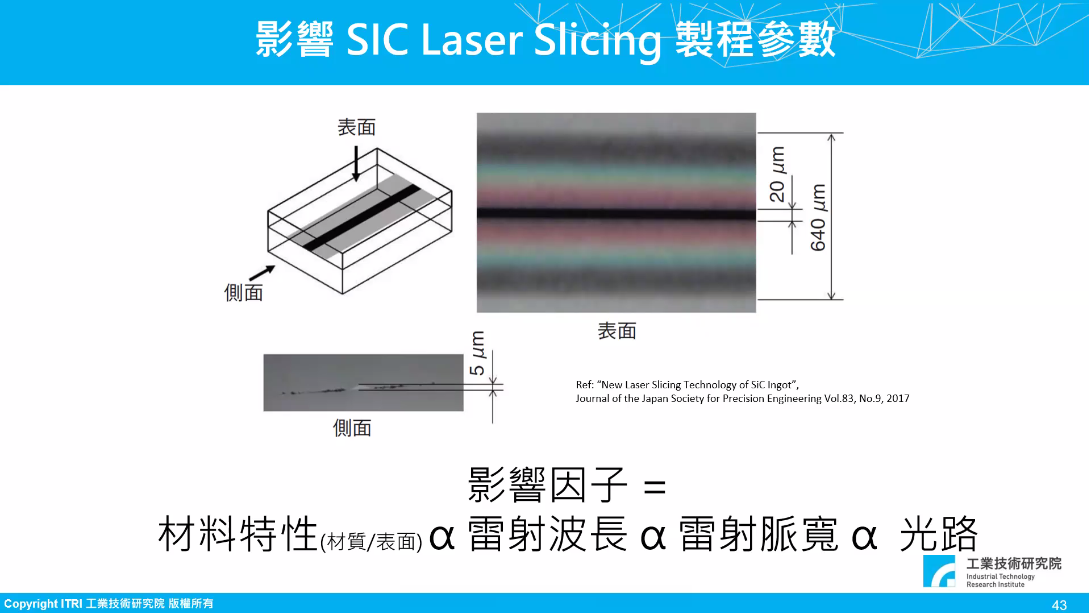 影響 SIC Laser Slicing 製程參數
表面
側面
20 μm
640 μm
表面
5 μm
側面
Ref: “New Laser Slicing Technology of SiC Ingot”,
Journal of the Japan Society for Precision Engineering Vol.83, No.9, 2017
影響因子 =
材料特性(材質/表面) α 雷射波長 α 雷射脈寬 α 光路
工業技術研究院
Industrial Technology
Research Institute
Copyright ITRI 工業技術研究院 版權所有
43